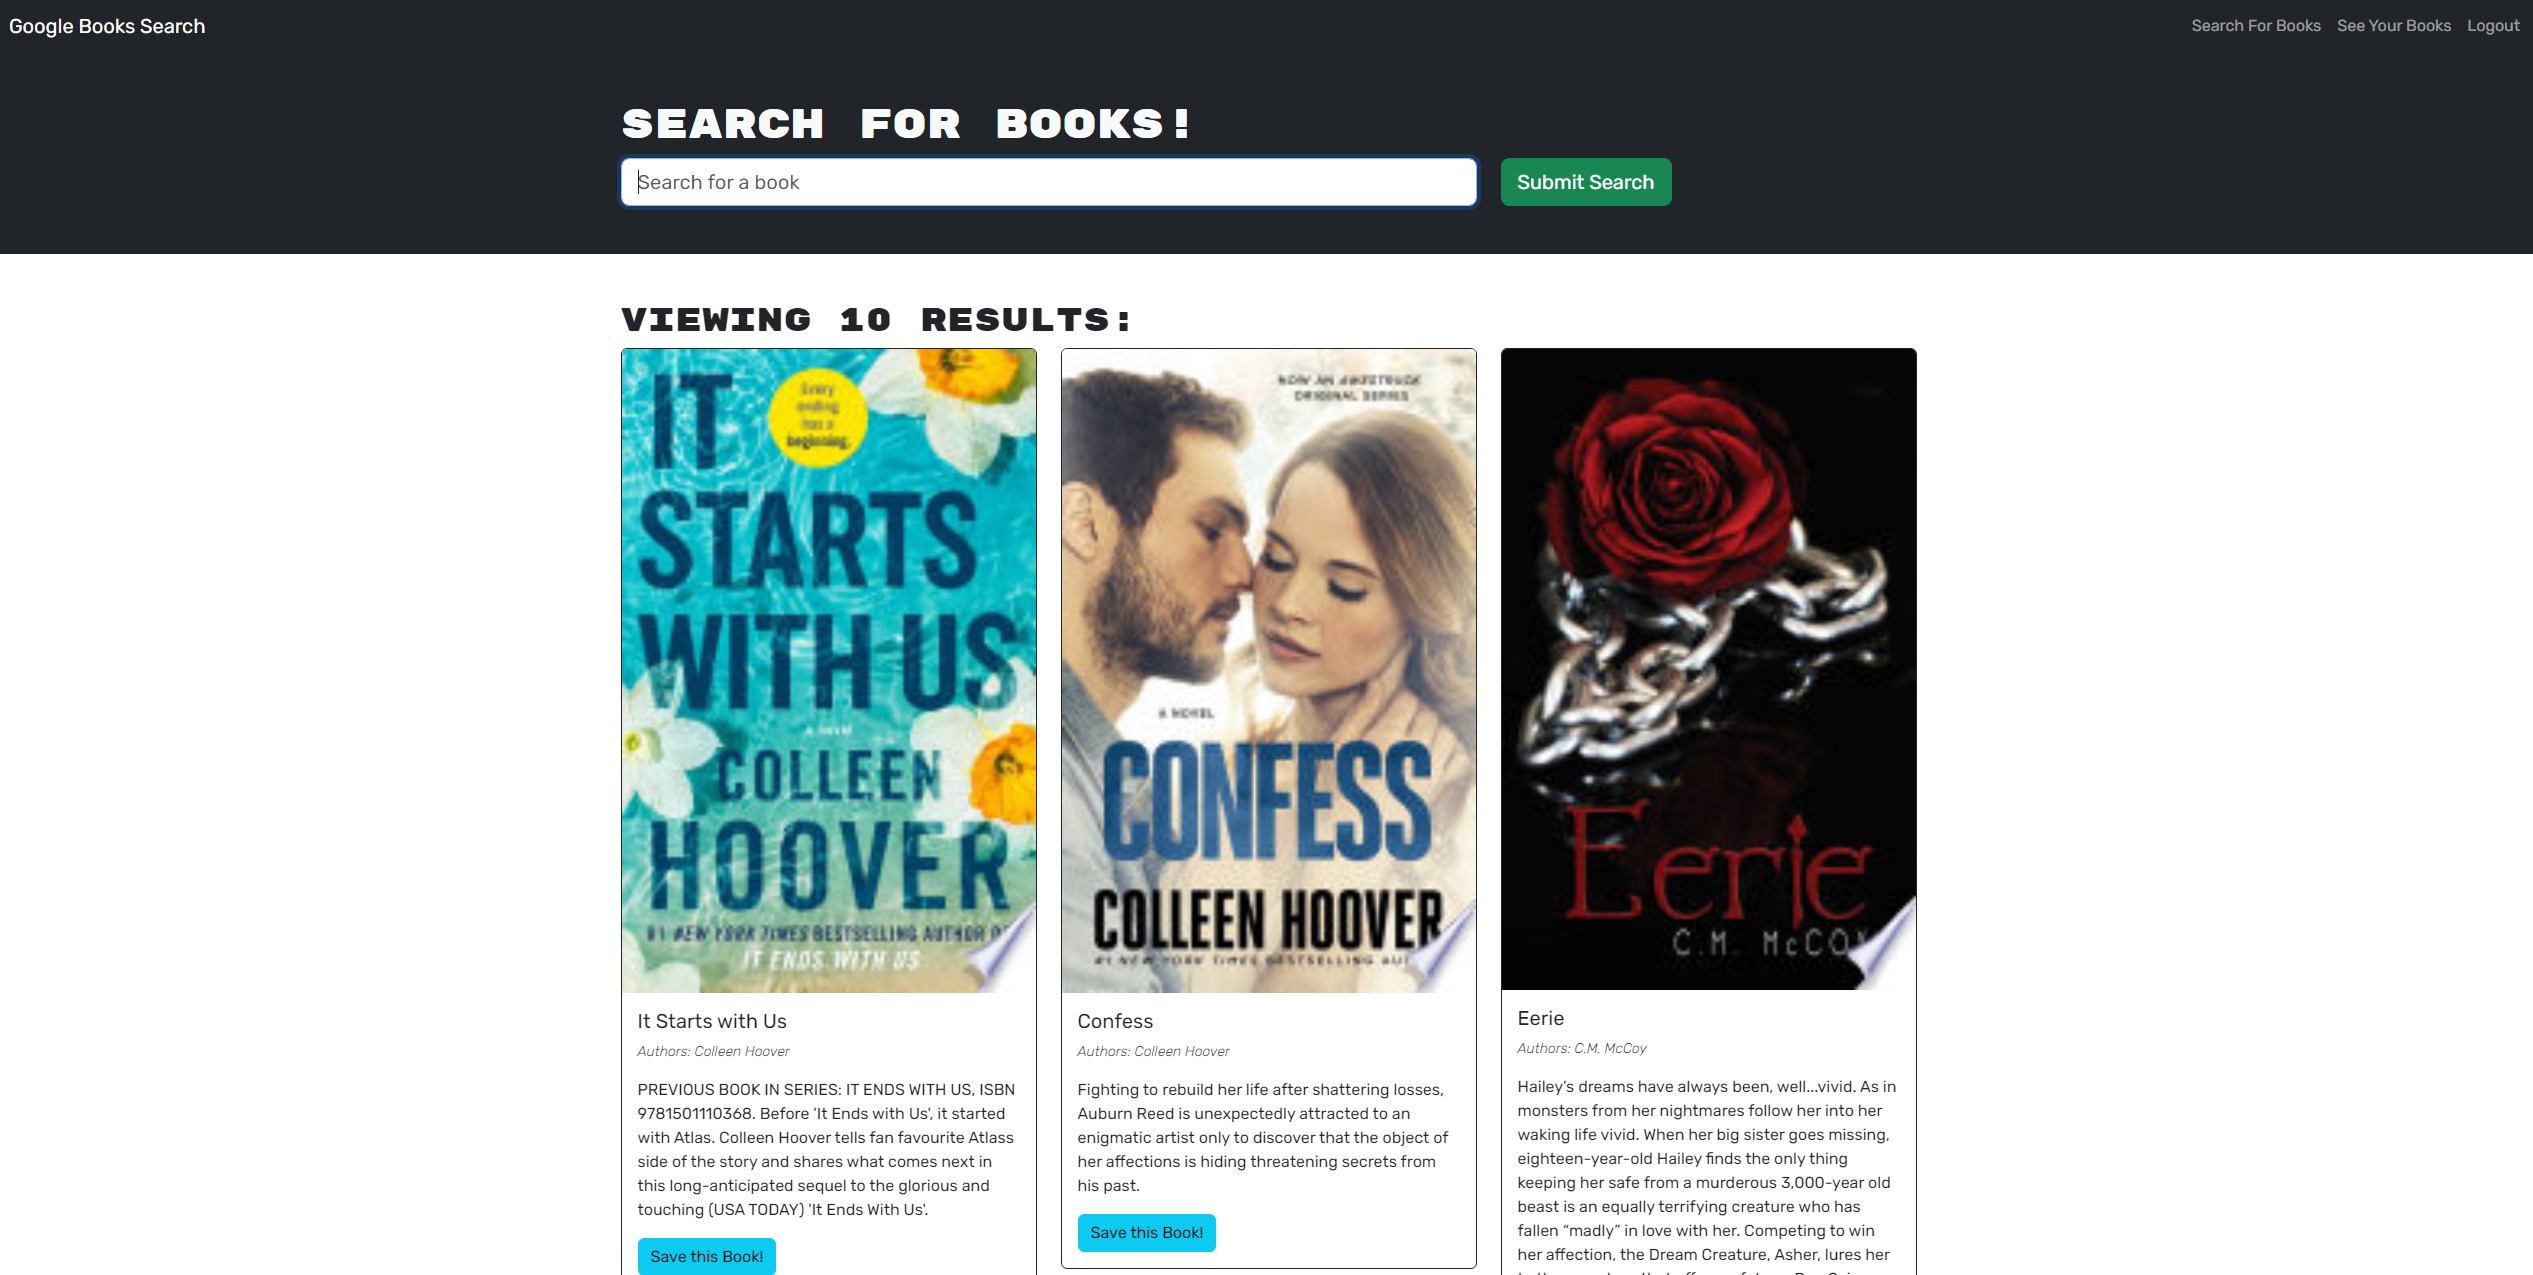 Google Books Search
Search For Books
See Your Books
Logout
SEARCH FOR BOOKS!
Search for a book
Submit Search
VIEWING 10 RESULTS:
IT
Every
ending
has a
beginning.
STARTS
WITH US
A NOVEL
COLLEEN
HOOVER
#1 NEW YORK TIMES BESTSELLING AUTHOR OF
IT ENDS WITH US
It Starts with Us
Authors: Colleen Hoover
PREVIOUS BOOK IN SERIES: IT ENDS WITH US, ISBN
9781501110368. Before 'It Ends with Us', it started
with Atlas. Colleen Hoover tells fan favourite Atlass
side of the story and shares what comes next in
this long-anticipated sequel to the glorious and
touching (USA TODAY) 'It Ends With Us'.
Save this Book!
NOW AN AWESTRUCK
ORIGINAL SERIES
A NOVEL
CONFESS
COLLEEN HOOVER
#1 NEW YORK TIMES BESTSELLING
Confess
Authors: Colleen Hoover
Fighting to rebuild her life after shattering losses,
Auburn Reed is unexpectedly attracted to an
enigmatic artist only to discover that the object of
her affections is hiding threatening secrets from
his past.
Save this Book!
Eerie
C.M. McCOY
Eerie
Authors: C.M. McCoy
Hailey’s dreams have always been, well...vivid. As in
monsters from her nightmares follow her into her
waking life vivid. When her big sister goes missing,
eighteen-year-old Hailey finds the only thing
keeping her safe from a murderous 3,000-year old
beast is an equally terrifying creature who has
fallen “madly” in love with her. Competing to win
her affection, the Dream Creature, Asher, lures her